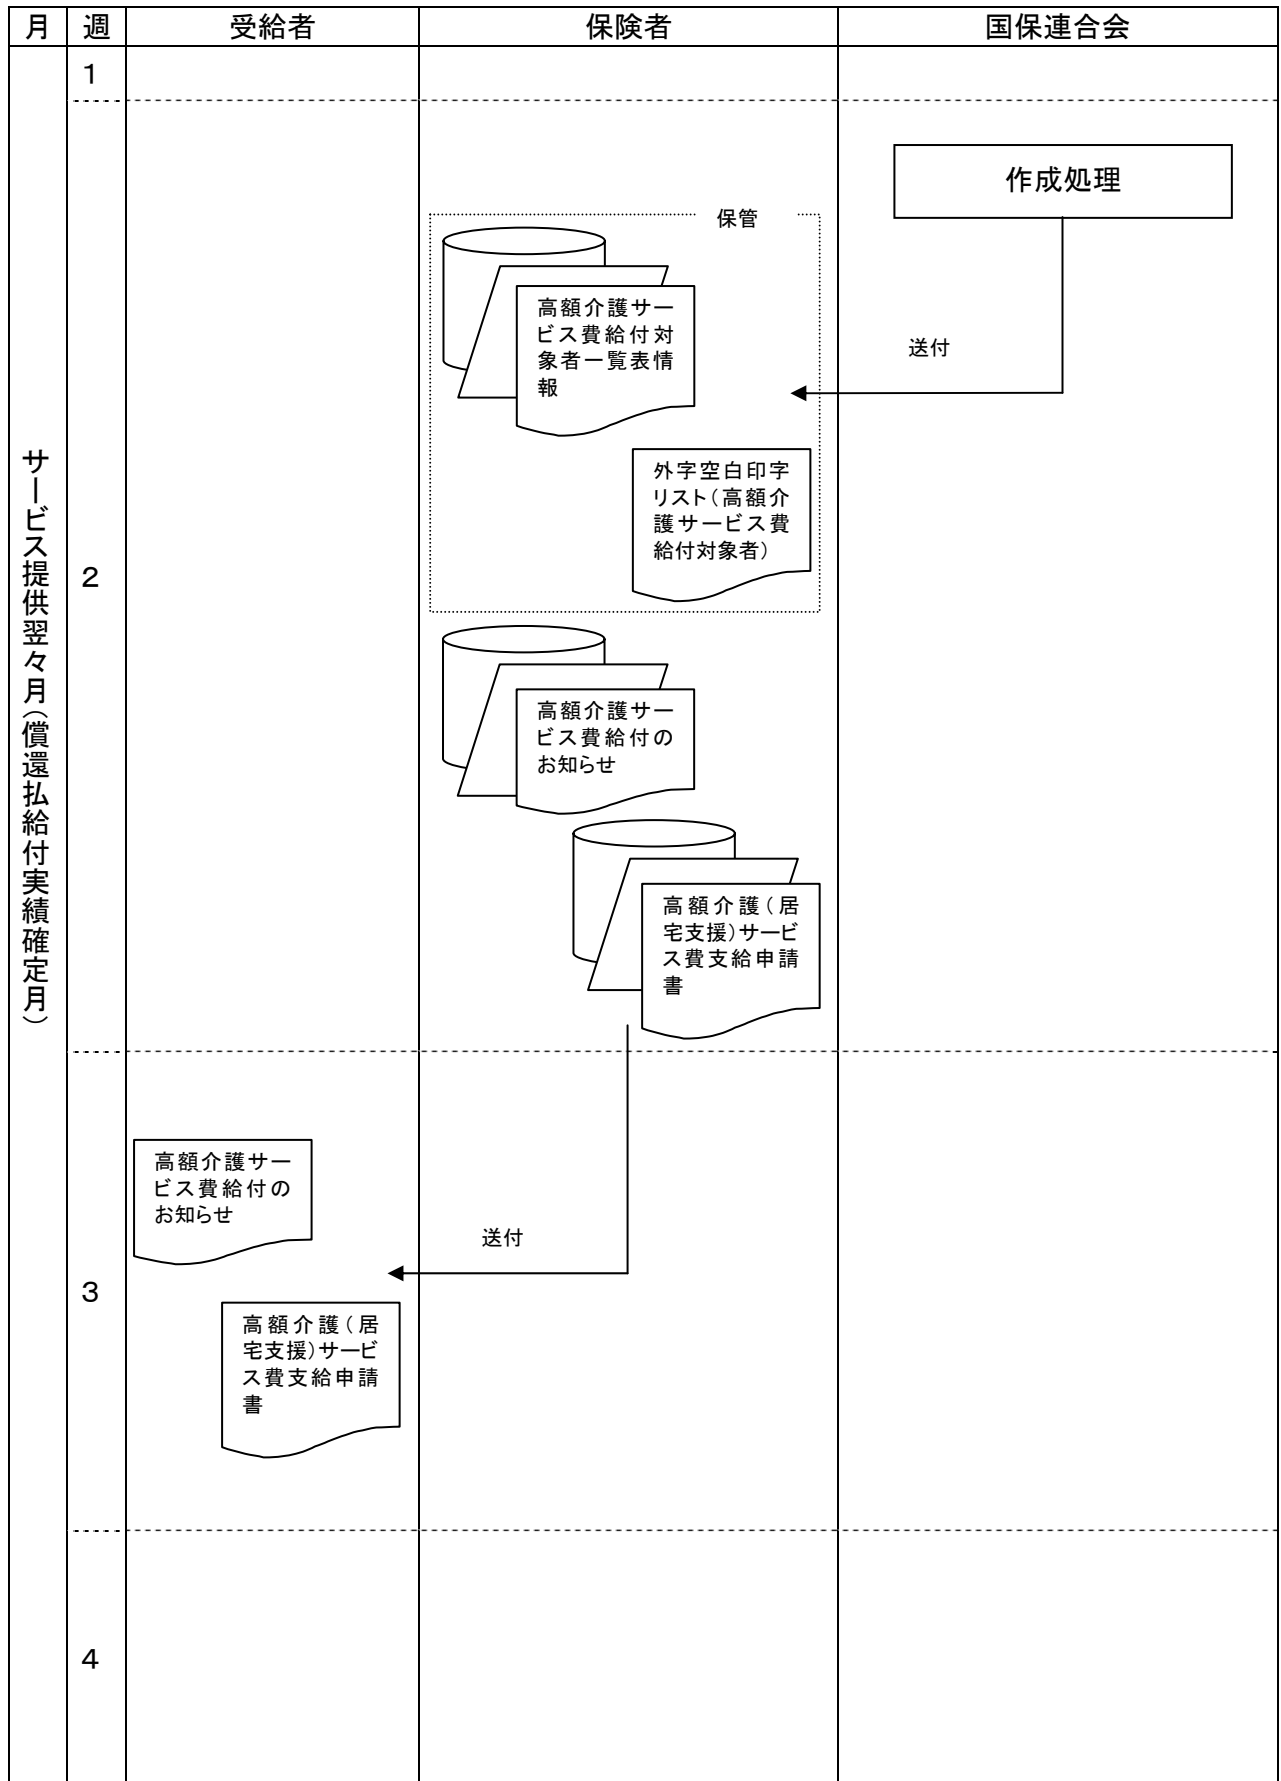 月 週 受給者 保険者 国保連合会
サービス提供翌々月（償還払給付実績確定月）
1
2
作成処理
保管
高額介護サー
ビス費給付対
象者一覧表情
報
送付
外字空白印字
リスト（高額介
護サービス費
給付対象者）
高額介護サー
ビス費給付の
お知らせ
高額介護（居
宅支援）サービ
ス費支給申請
書
3
高額介護サー
ビス費給付の
お知らせ
送付
高額介護（居
宅支援）サービ
ス費支給申請
書
4